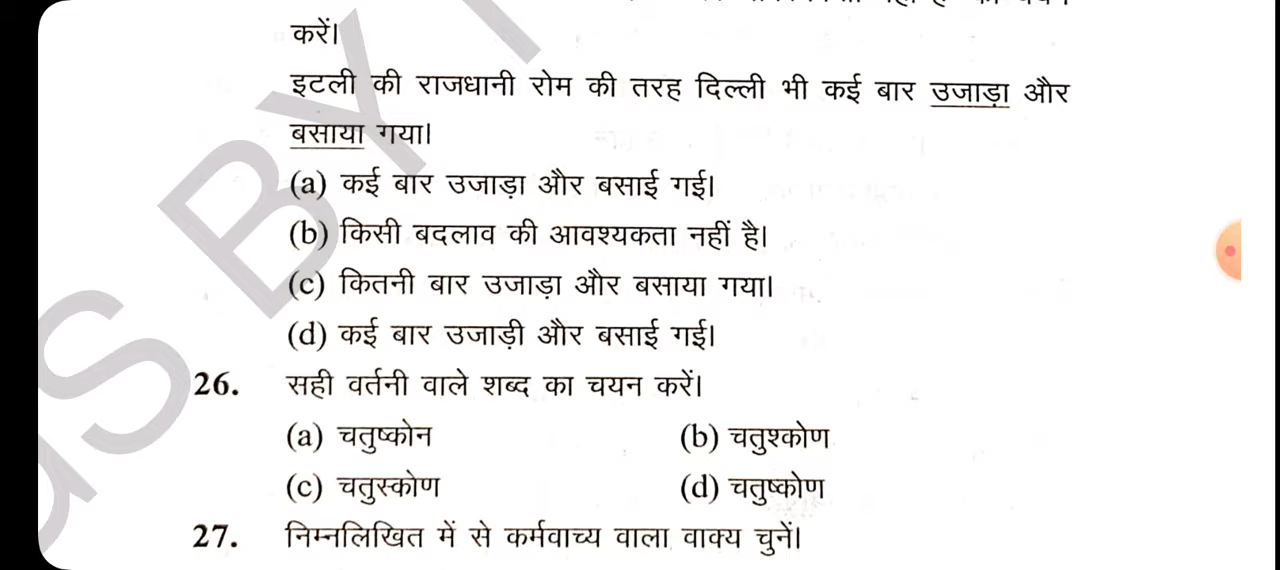 करें।
इटली की राजधानी रोम की तरह दिल्ली भी कई बार उजाड़ा और
बसाया गया।
(a) कई बार उजाड़ा और बसाई गई।
(b) किसी बदलाव की आवश्यकता नहीं है।
(c) कितनी बार उजाड़ा और बसाया गया।
(d) कई बार उजाड़ी और बसाई गई।
26. सही वर्तनी वाले शब्द का चयन करें।
(a) चतुष्कोन (b) चतुश्कोण
(c) चतुस्कोण (d) चतुष्कोण
27. निम्नलिखित में से कर्मवाच्य वाला वाक्य चुनें।